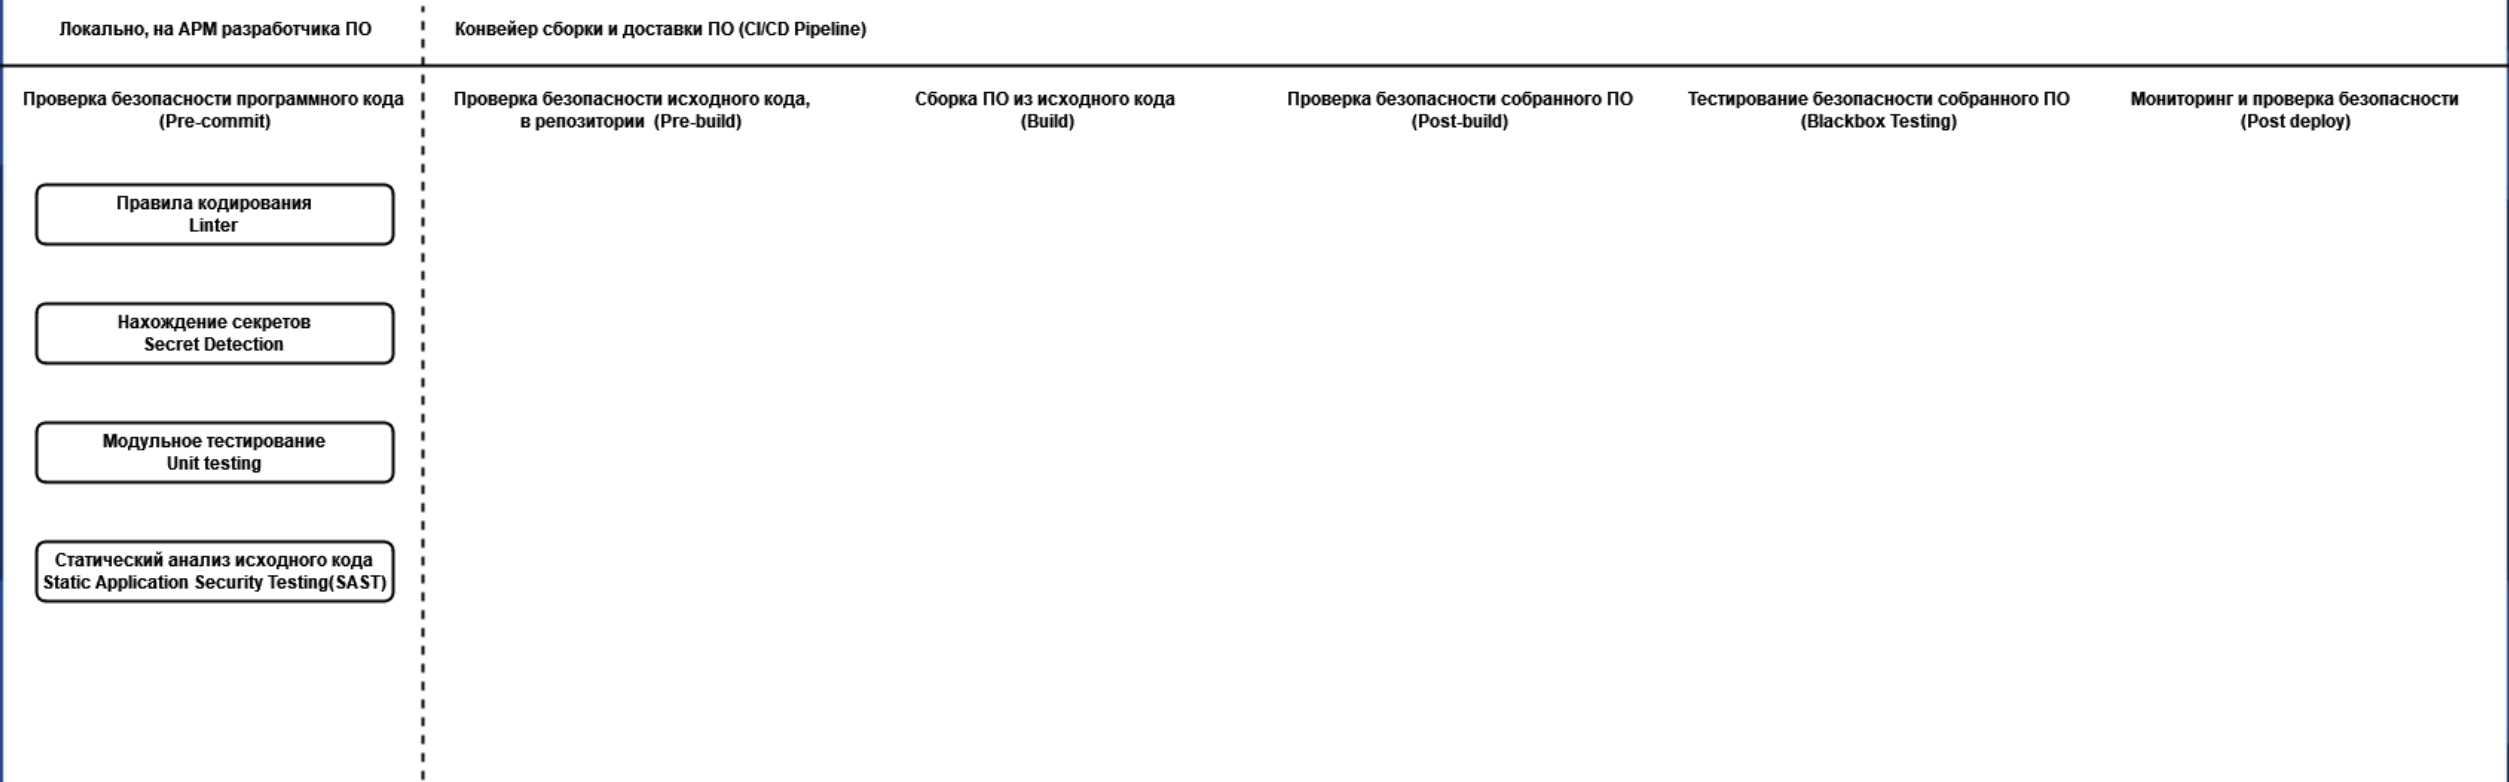 Локально, на АРМ разработчика ПО
Конвейер сборки и доставки ПО (CI/CD Pipeline)
Проверка безопасности программного кода
(Pre-commit)
Проверка безопасности исходного кода,
в репозитории (Pre-build)
Сборка ПО из исходного кода
(Build)
Проверка безопасности собранного ПО
(Post-build)
Тестирование безопасности собранного ПО
(Blackbox Testing)
Мониторинг и проверка безопасности
(Post deploy)
Правила кодирования
Linter
Нахождение секретов
Secret Detection
Модульное тестирование
Unit testing
Статический анализ исходного кода
Static Application Security Testing(SAST)